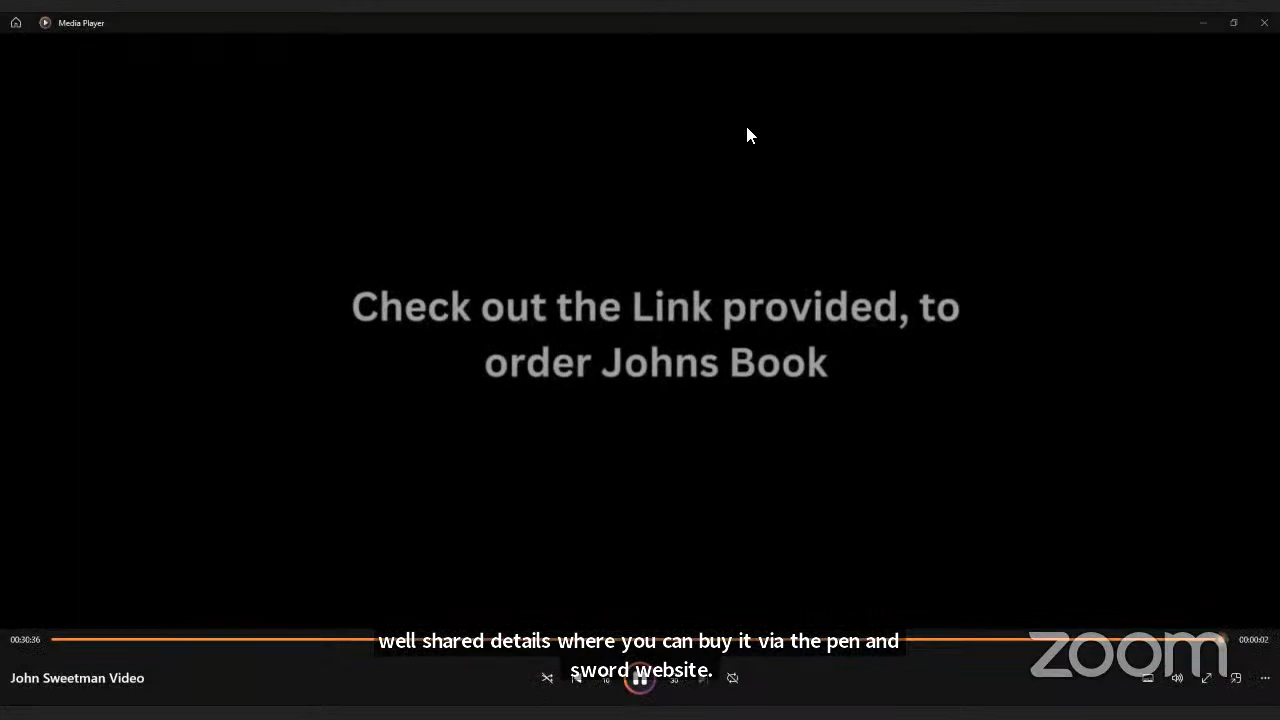 Media Player
Check out the Link provided, to
order Johns Book
00:30:36
well shared details where you can buy it via the pen and
sword website.
00:00:02
zoom
John Sweetman Video